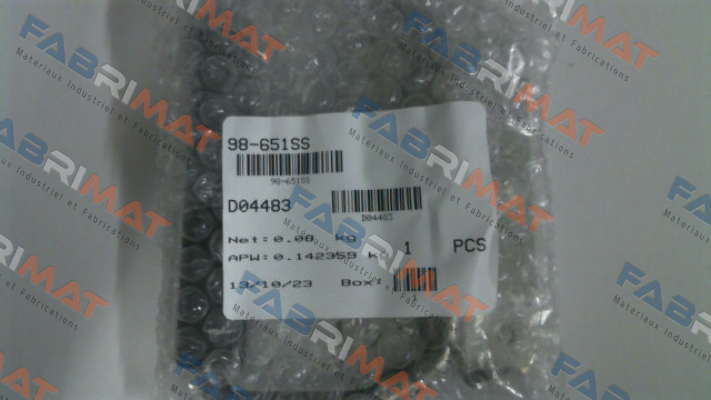 98-651SS
98-651SS
D04483
D04483
Net: 0.08 kg
1 PCS
APW: 0.142359 k
13/10/23 Box:
FABRIMAT
Materiaux Industriel et Fabrications